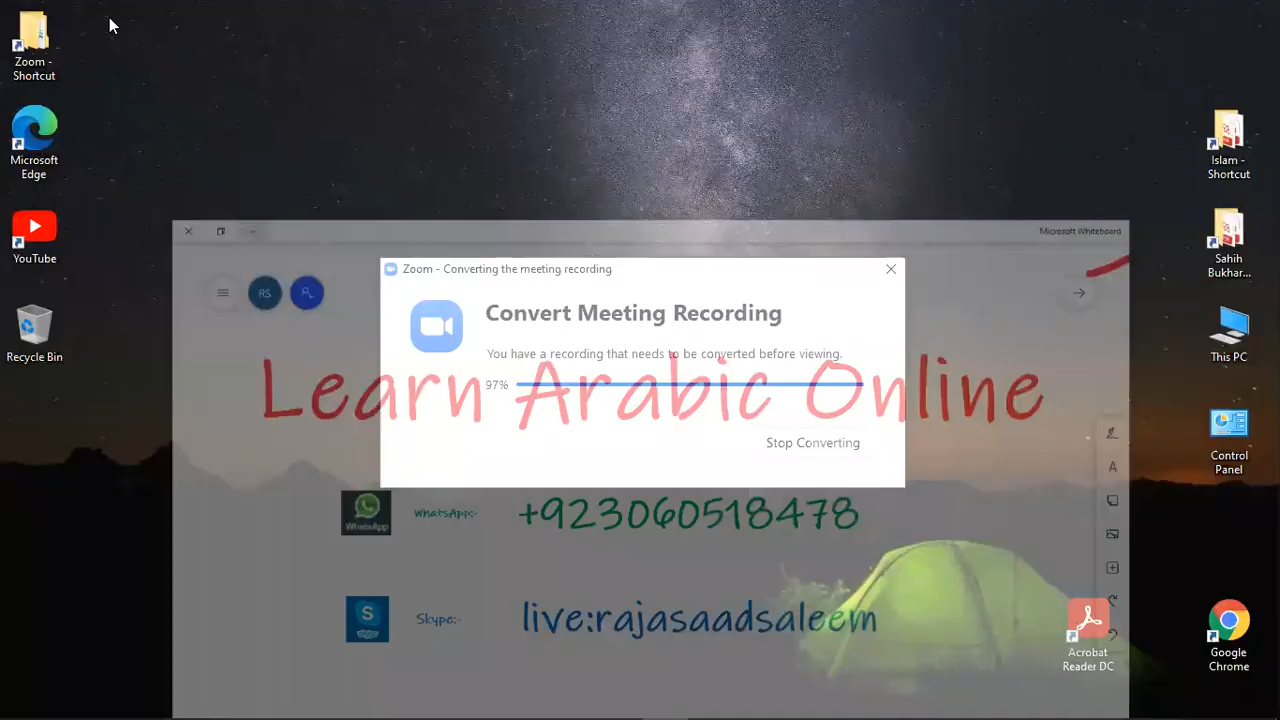 Zoom -
Shortcut
Microsoft
Edge
YouTube
Recycle Bin
Microsoft Whiteboard
RS
Zoom - Converting the meeting recording
Convert Meeting Recording
You have a recording that needs to be converted before viewing.
97%
Stop Converting
Learn Arabic Online
WhatsApp
WhatsApp:-
+923060518478
Skype:-
live:rajasaadsaleem
Islam -
Shortcut
Sahih
Bukhar...
This PC
Control
Panel
Acrobat
Reader DC
Google
Chrome